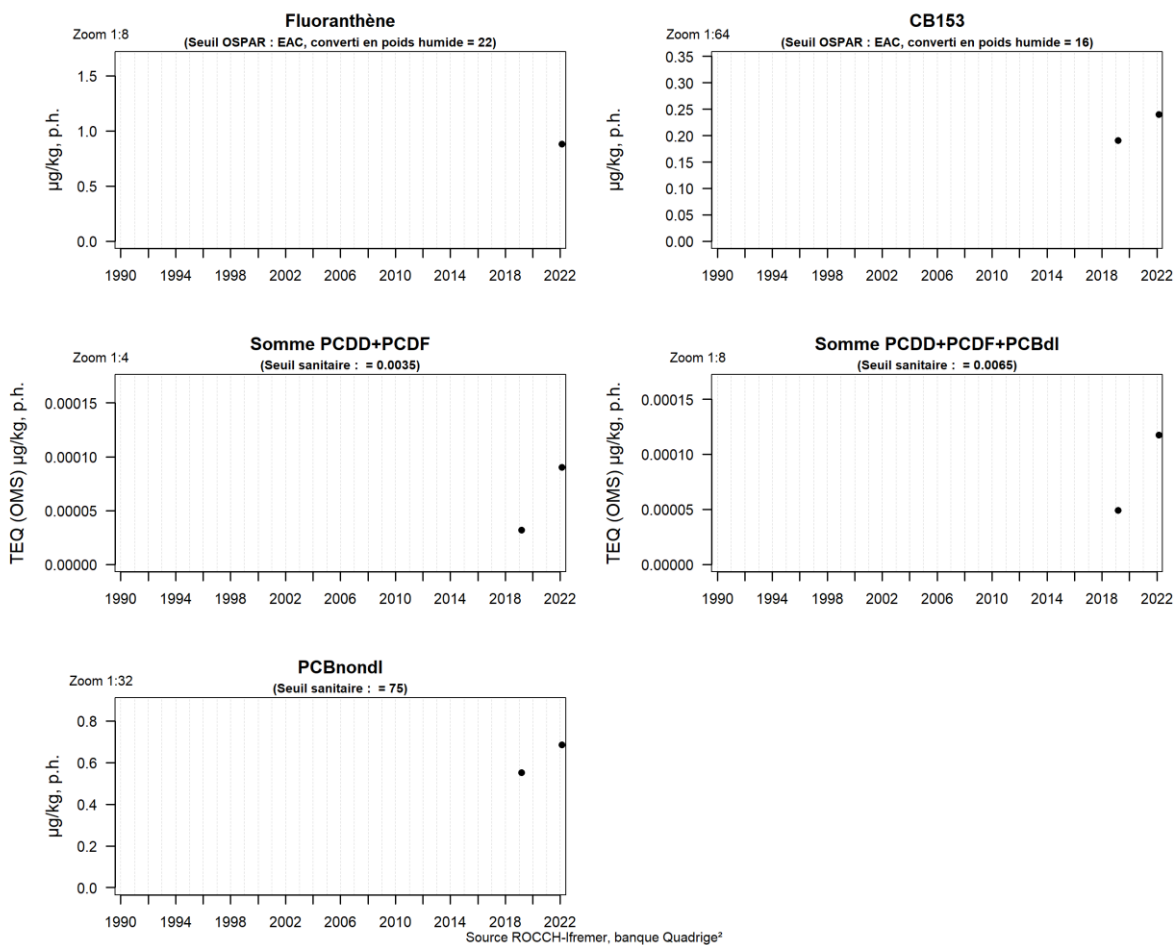 Fluoranthène
Zoom 1:8
(Seuil OSPAR : EAC, converti en poids humide = 22)
µg/kg, p.h.
1.5
1.0
0.5
0.0
1990 1994 1998 2002 2006 2010 2014 2018 2022
CB153
Zoom 1:64
(Seuil OSPAR : EAC, converti en poids humide = 16)
µg/kg, p.h.
0.35
0.30
0.25
0.20
0.15
0.10
0.05
0.00
1990 1994 1998 2002 2006 2010 2014 2018 2022
Somme PCDD+PCDF
Zoom 1:4
(Seuil sanitaire : = 0.0035)
TEQ (OMS) µg/kg, p.h.
0.00015
0.00010
0.00005
0.00000
1990 1994 1998 2002 2006 2010 2014 2018 2022
Somme PCDD+PCDF+PCBdl
Zoom 1:8
(Seuil sanitaire : = 0.0065)
TEQ (OMS) µg/kg, p.h.
0.00015
0.00010
0.00005
0.00000
1990 1994 1998 2002 2006 2010 2014 2018 2022
PCBnondl
Zoom 1:32
(Seuil sanitaire : = 75)
µg/kg, p.h.
0.8
0.6
0.4
0.2
0.0
1990 1994 1998 2002 2006 2010 2014 2018 2022
Source ROCCH-Ifremer, banque Quadrige²